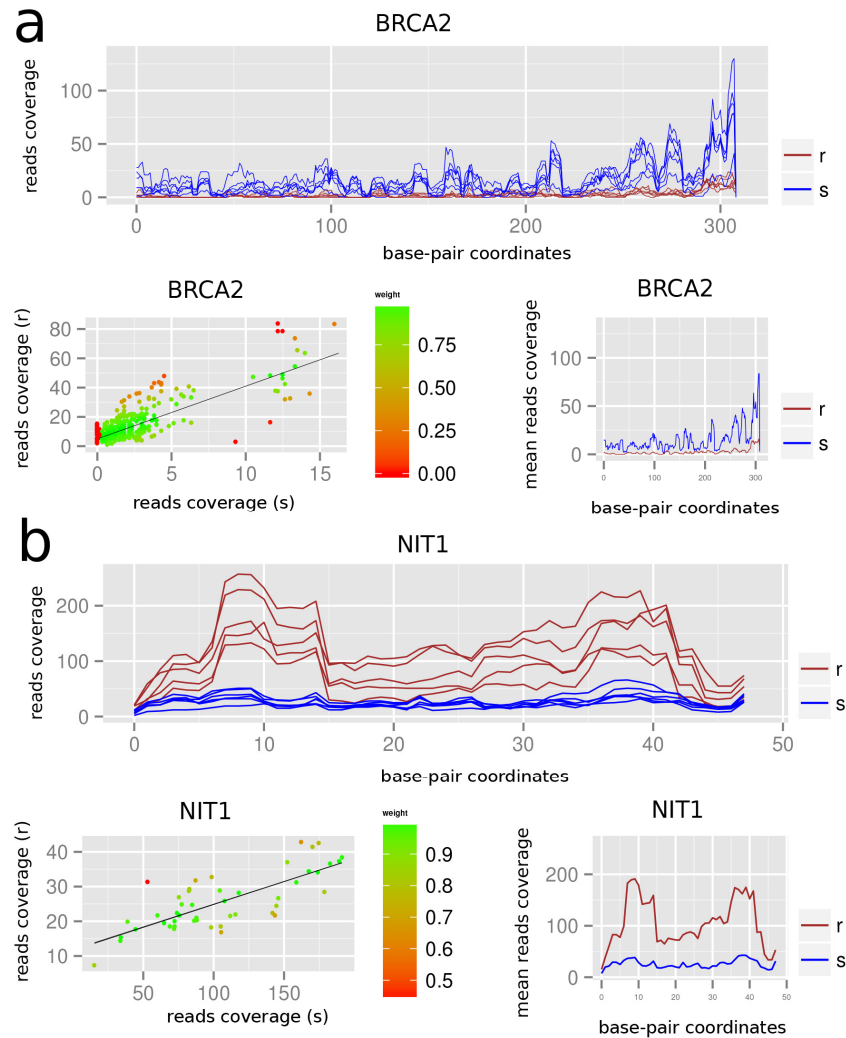 a
BRCA2
reads coverage
100
50
0
0 100 200 300
base-pair coordinates
r
s
BRCA2
reads coverage (r)
80
60
40
20
0
0 5 10 15
reads coverage (s)
weight
0.75
0.50
0.25
0.00
BRCA2
mean reads coverage
100
50
0
0 100 200 300
base-pair coordinates
r
s
b
NIT1
reads coverage
200
100
0
0 10 20 30 40 50
base-pair coordinates
r
s
NIT1
reads coverage (r)
40
30
20
10
50 100 150
reads coverage (s)
weight
0.9
0.8
0.7
0.6
0.5
NIT1
mean reads coverage
200
100
0
0 10 20 30 40 50
base-pair coordinates
r
s